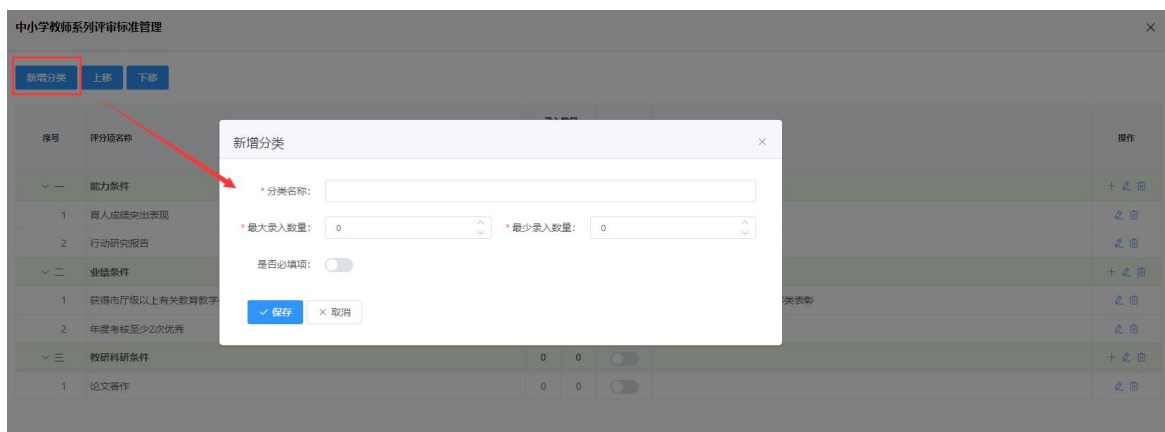 中小学教师系列评审标准管理
新增分类 上移 下移
序号 评分项名称 操作
新增分类
一 能力条件
*分类名称:
1 育人成绩突出表现
*最大录入数量: 0 *最少录入数量: 0
2 行动研究报告
是否必填项:
二 业绩条件
1 获得市厅级以上有关教育教学 类表彰
保存 取消
2 年度考核至少2次优秀
三 教研科研条件 0 0
1 论文著作 0 0